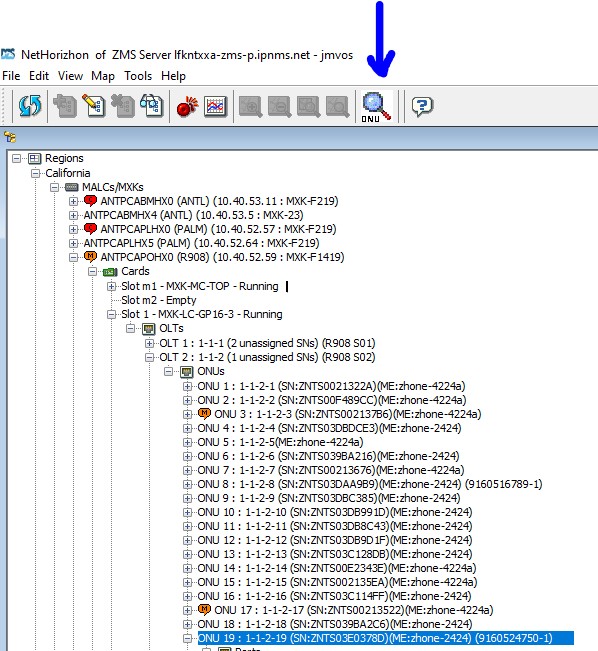 NetHorizhon of ZMS Server lfkntxxa-zms-p.ipnms.net - jmvos
File Edit View Map Tools Help
ONU
Regions
California
MALCs/MXKs
ANTPCABMHX0 (ANTL) (10.40.53.11 : MXK-F219)
ANTPCABMHX4 (ANTL) (10.40.53.5 : MXK-23)
ANTPCAPLHX0 (PALM) (10.40.52.57 : MXK-F219)
ANTPCAPLHX5 (PALM) (10.40.52.64 : MXK-F219)
M ANTPCAPOHX0 (R908) (10.40.52.59 : MXK-F1419)
Cards
Slot m1 - MXK-MC-TOP - Running
Slot m2 - Empty
Slot 1 - MXK-LC-GP16-3 - Running
OLTs
OLT 1 : 1-1-1 (2 unassigned SNs) (R908 S01)
OLT 2 : 1-1-2 (1 unassigned SNs) (R908 S02)
ONUs
ONU 1 : 1-1-2-1 (SN:ZNTS0021322A)(ME:zhone-4224a)
ONU 2 : 1-1-2-2 (SN:ZNTS00F489CC)(ME:zhone-4224a)
M ONU 3 : 1-1-2-3 (SN:ZNTS002137B6)(ME:zhone-4224a)
ONU 4 : 1-1-2-4 (SN:ZNTS03DBDCE3)(ME:zhone-2424)
ONU 5 : 1-1-2-5(ME:zhone-4224a)
ONU 6 : 1-1-2-6 (SN:ZNTS039BA216)(ME:zhone-2424)
ONU 7 : 1-1-2-7 (SN:ZNTS00213676)(ME:zhone-4224a)
ONU 8 : 1-1-2-8 (SN:ZNTS03DAA9B9)(ME:zhone-2424) (9160516789-1)
ONU 9 : 1-1-2-9 (SN:ZNTS03DBC385)(ME:zhone-2424)
ONU 10 : 1-1-2-10 (SN:ZNTS03DB991D)(ME:zhone-2424)
ONU 11 : 1-1-2-11 (SN:ZNTS03DB8C43)(ME:zhone-2424)
ONU 12 : 1-1-2-12 (SN:ZNTS03DB9D1F)(ME:zhone-2424)
ONU 13 : 1-1-2-13 (SN:ZNTS03C128DB)(ME:zhone-2424)
ONU 14 : 1-1-2-14 (SN:ZNTS00E2343E)(ME:zhone-4224a)
ONU 15 : 1-1-2-15 (SN:ZNTS002135EA)(ME:zhone-4224a)
ONU 16 : 1-1-2-16 (SN:ZNTS03C114FF)(ME:zhone-2424)
M ONU 17 : 1-1-2-17 (SN:ZNTS00213522)(ME:zhone-4224a)
ONU 18 : 1-1-2-18 (SN:ZNTS039BA2C6)(ME:zhone-2424)
ONU 19 : 1-1-2-19 (SN:ZNTS03E0378D)(ME:zhone-2424) (9160524750-1)